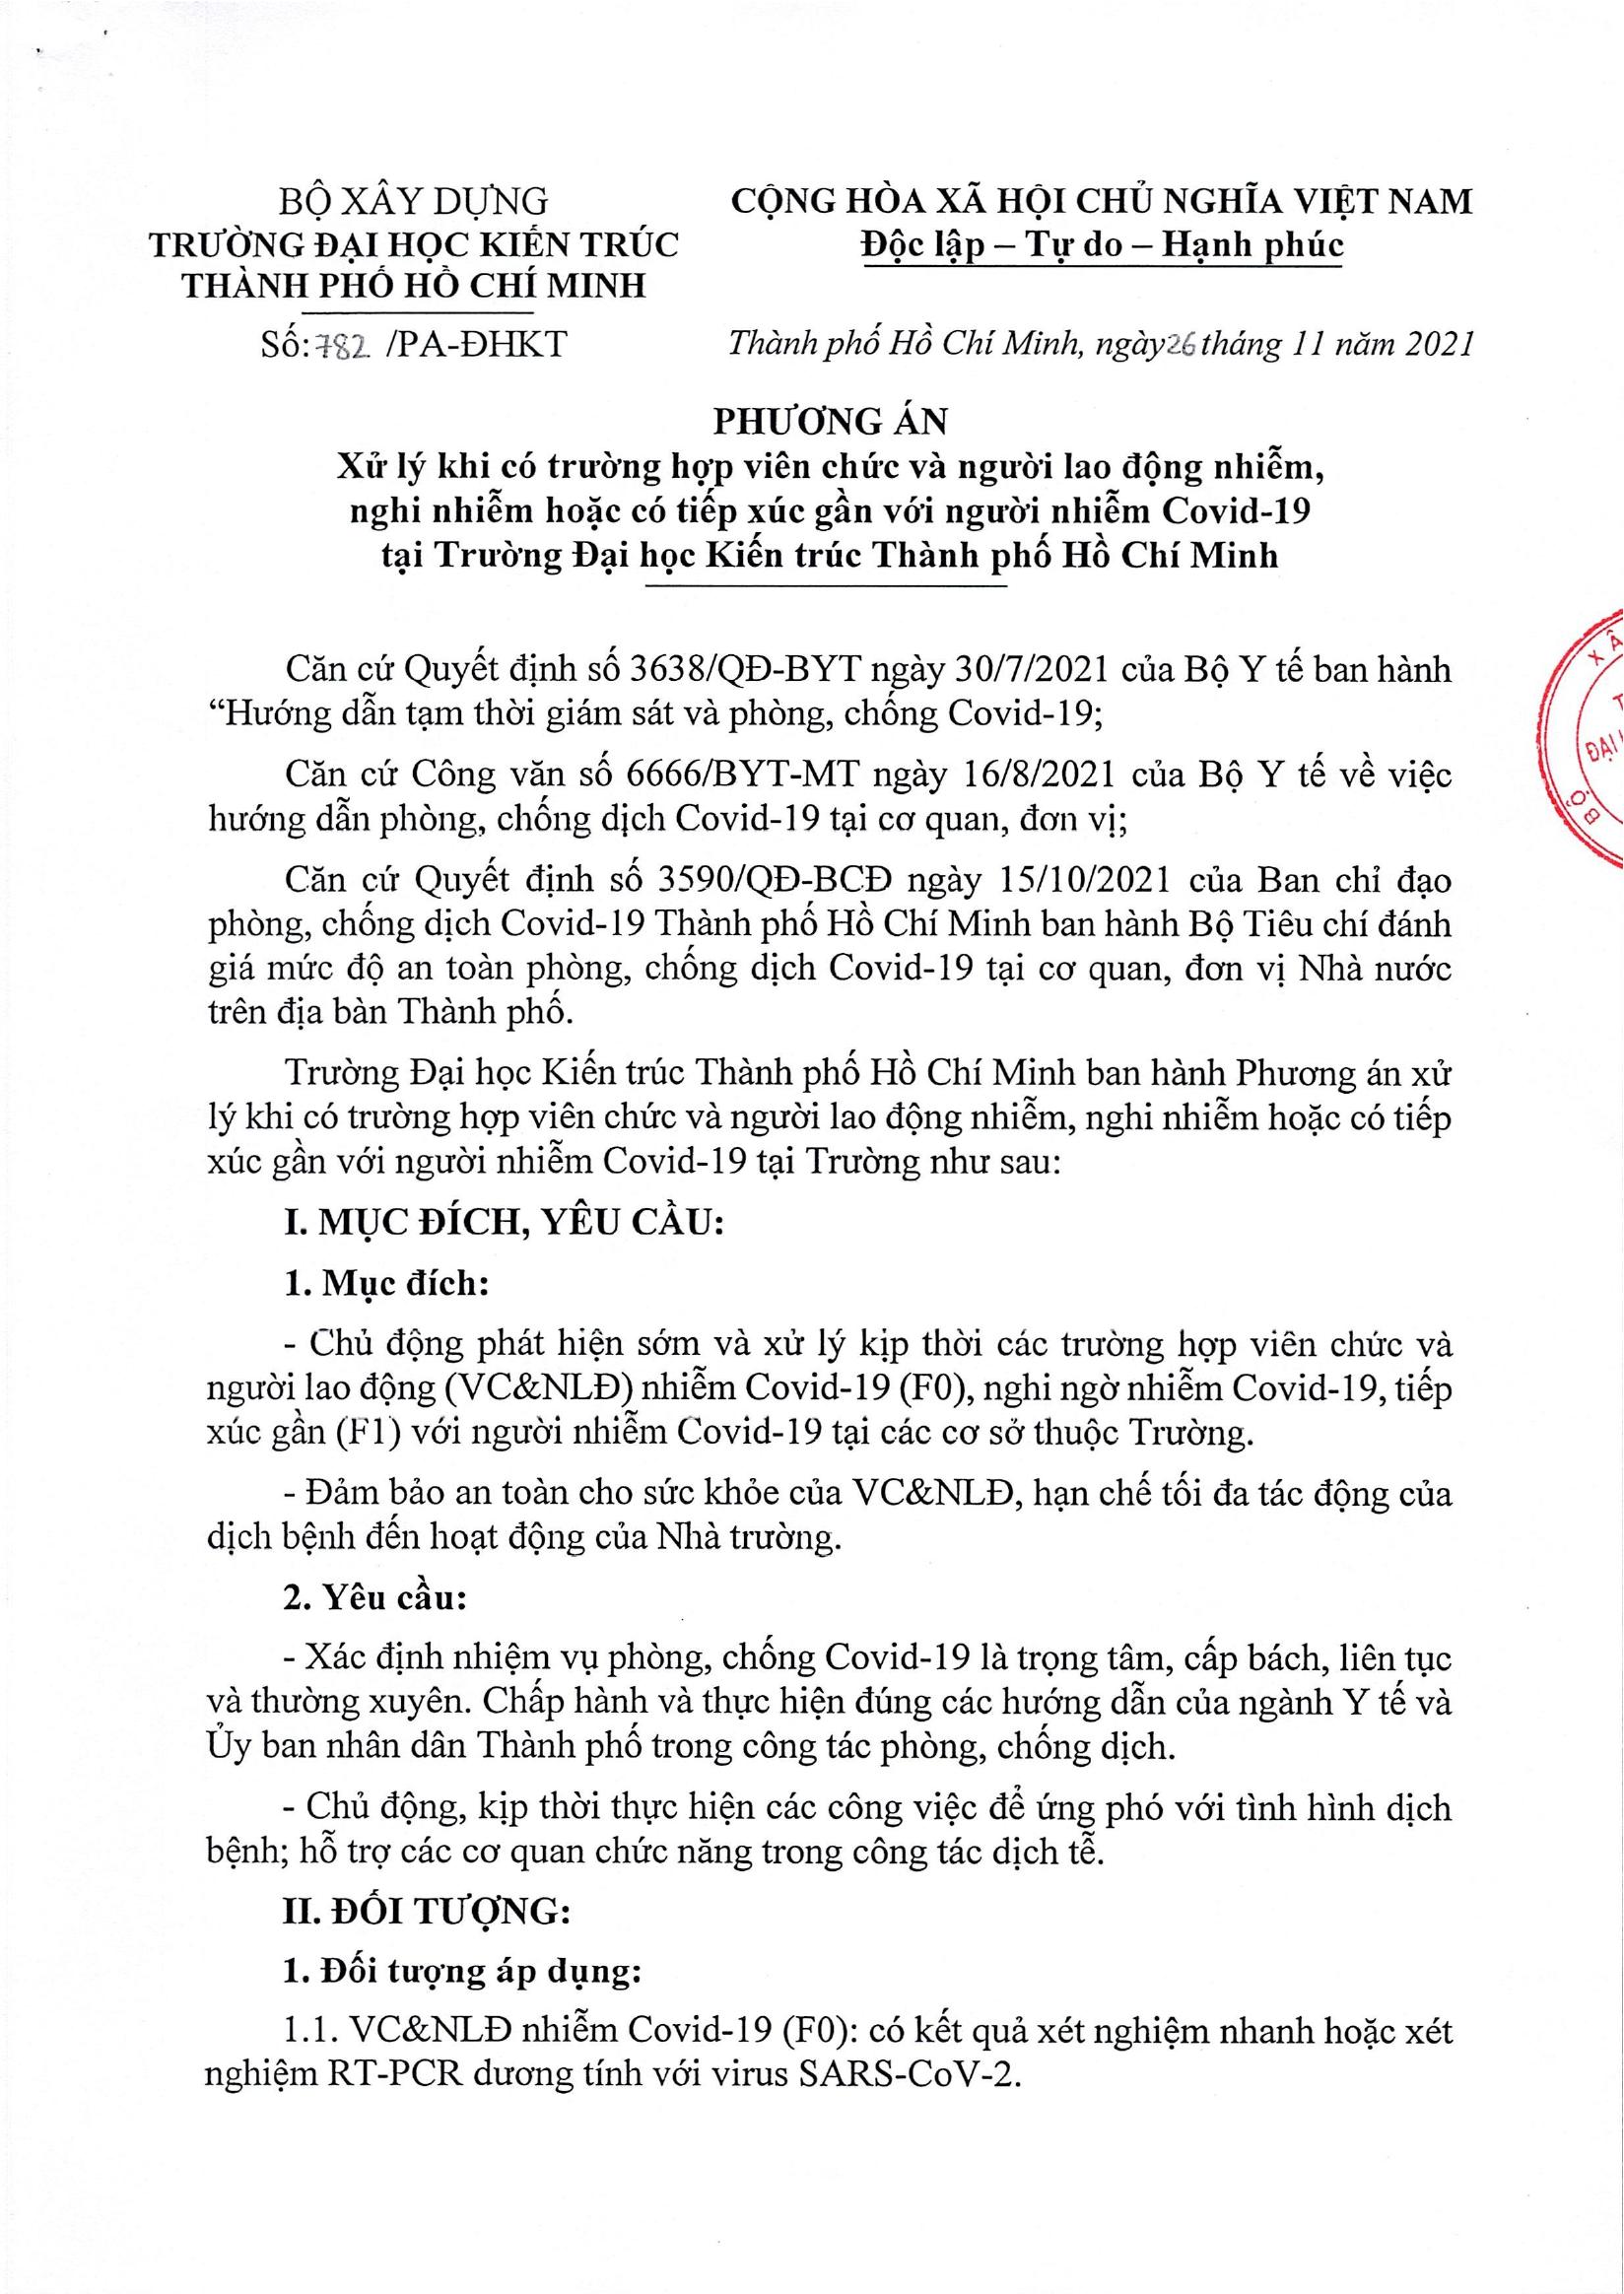 BỘ XÂY DỰNG
TRƯỜNG ĐẠI HỌC KIẾN TRÚC
THÀNH PHỐ HỒ CHÍ MINH
Số: 782 /PA-ĐHKT
CỘNG HÒA XÃ HỘI CHỦ NGHĨA VIỆT NAM
Độc lập – Tự do – Hạnh phúc
Thành phố Hồ Chí Minh, ngày 26 tháng 11 năm 2021
PHƯƠNG ÁN
Xử lý khi có trường hợp viên chức và người lao động nhiễm,
nghi nhiễm hoặc có tiếp xúc gần với người nhiễm Covid-19
tại Trường Đại học Kiến trúc Thành phố Hồ Chí Minh
Căn cứ Quyết định số 3638/QĐ-BYT ngày 30/7/2021 của Bộ Y tế ban hành
“Hướng dẫn tạm thời giám sát và phòng, chống Covid-19;
Căn cứ Công văn số 6666/BYT-MT ngày 16/8/2021 của Bộ Y tế về việc
hướng dẫn phòng, chống dịch Covid-19 tại cơ quan, đơn vị;
Căn cứ Quyết định số 3590/QĐ-BCĐ ngày 15/10/2021 của Ban chỉ đạo
phòng, chống dịch Covid-19 Thành phố Hồ Chí Minh ban hành Bộ Tiêu chí đánh
giá mức độ an toàn phòng, chống dịch Covid-19 tại cơ quan, đơn vị Nhà nước
trên địa bàn Thành phố.
Trường Đại học Kiến trúc Thành phố Hồ Chí Minh ban hành Phương án xử
lý khi có trường hợp viên chức và người lao động nhiễm, nghi nhiễm hoặc có tiếp
xúc gần với người nhiễm Covid-19 tại Trường như sau:
I. MỤC ĐÍCH, YÊU CẦU:
1. Mục đích:
- Chủ động phát hiện sớm và xử lý kịp thời các trường hợp viên chức và
người lao động (VC&NLĐ) nhiễm Covid-19 (F0), nghi ngờ nhiễm Covid-19, tiếp
xúc gần (F1) với người nhiễm Covid-19 tại các cơ sở thuộc Trường.
- Đảm bảo an toàn cho sức khỏe của VC&NLĐ, hạn chế tối đa tác động của
dịch bệnh đến hoạt động của Nhà trường.
2. Yêu cầu:
- Xác định nhiệm vụ phòng, chống Covid-19 là trọng tâm, cấp bách, liên tục
và thường xuyên. Chấp hành và thực hiện đúng các hướng dẫn của ngành Y tế và
Ủy ban nhân dân Thành phố trong công tác phòng, chống dịch.
- Chủ động, kịp thời thực hiện các công việc để ứng phó với tình hình dịch
bệnh; hỗ trợ các cơ quan chức năng trong công tác dịch tễ.
II. ĐỐI TƯỢNG:
1. Đối tượng áp dụng:
1.1. VC&NLĐ nhiễm Covid-19 (F0): có kết quả xét nghiệm nhanh hoặc xét
nghiệm RT-PCR dương tính với virus SARS-CoV-2.
BỘ XÂ
ĐẠI